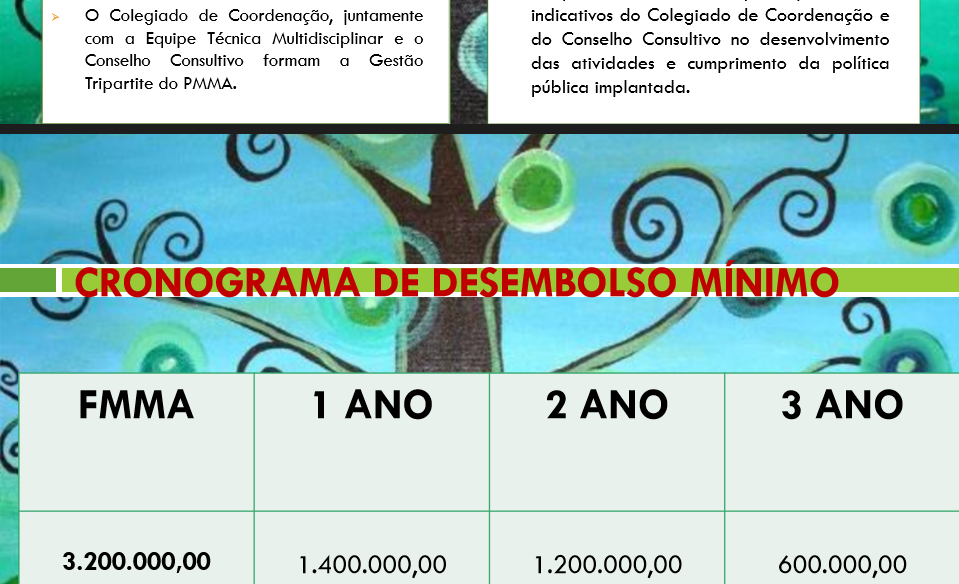 O Colegiado de Coordenação, juntamente
com a Equipe Técnica Multidisciplinar e o
Conselho Consultivo formam a Gestão
Tripartite do PMMA.
indicativos do Colegiado de Coordenação e
do Conselho Consultivo no desenvolvimento
das atividades e cumprimento da política
pública implantada.
CRONOGRAMA DE DESEMBOLSO MÍNIMO
FMMA 1 ANO 2 ANO 3 ANO
3.200.000,00 1.400.000,00 1.200.000,00 600.000,00